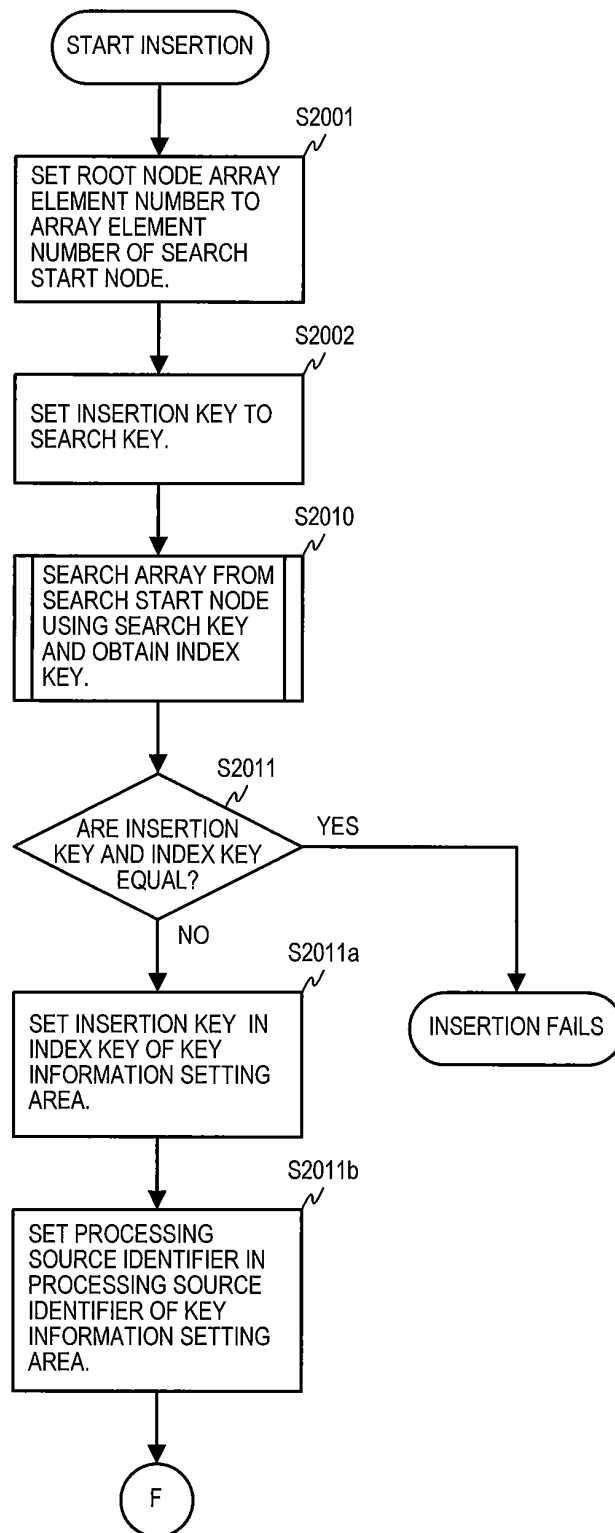 START INSERTION
S2001
SET ROOT NODE ARRAY
ELEMENT NUMBER TO
ARRAY ELEMENT
NUMBER OF SEARCH
START NODE.
S2002
SET INSERTION KEY TO
SEARCH KEY.
S2010
SEARCH ARRAY FROM
SEARCH START NODE
USING SEARCH KEY
AND OBTAIN INDEX
KEY.
S2011
ARE INSERTION
KEY AND INDEX KEY
EQUAL?
YES
NO
S2011a
SET INSERTION KEY IN
INDEX KEY OF KEY
INFORMATION SETTING
AREA.
INSERTION FAILS
S2011b
SET PROCESSING
SOURCE IDENTIFIER IN
PROCESSING SOURCE
IDENTIFIER OF KEY
INFORMATION SETTING
AREA.
F